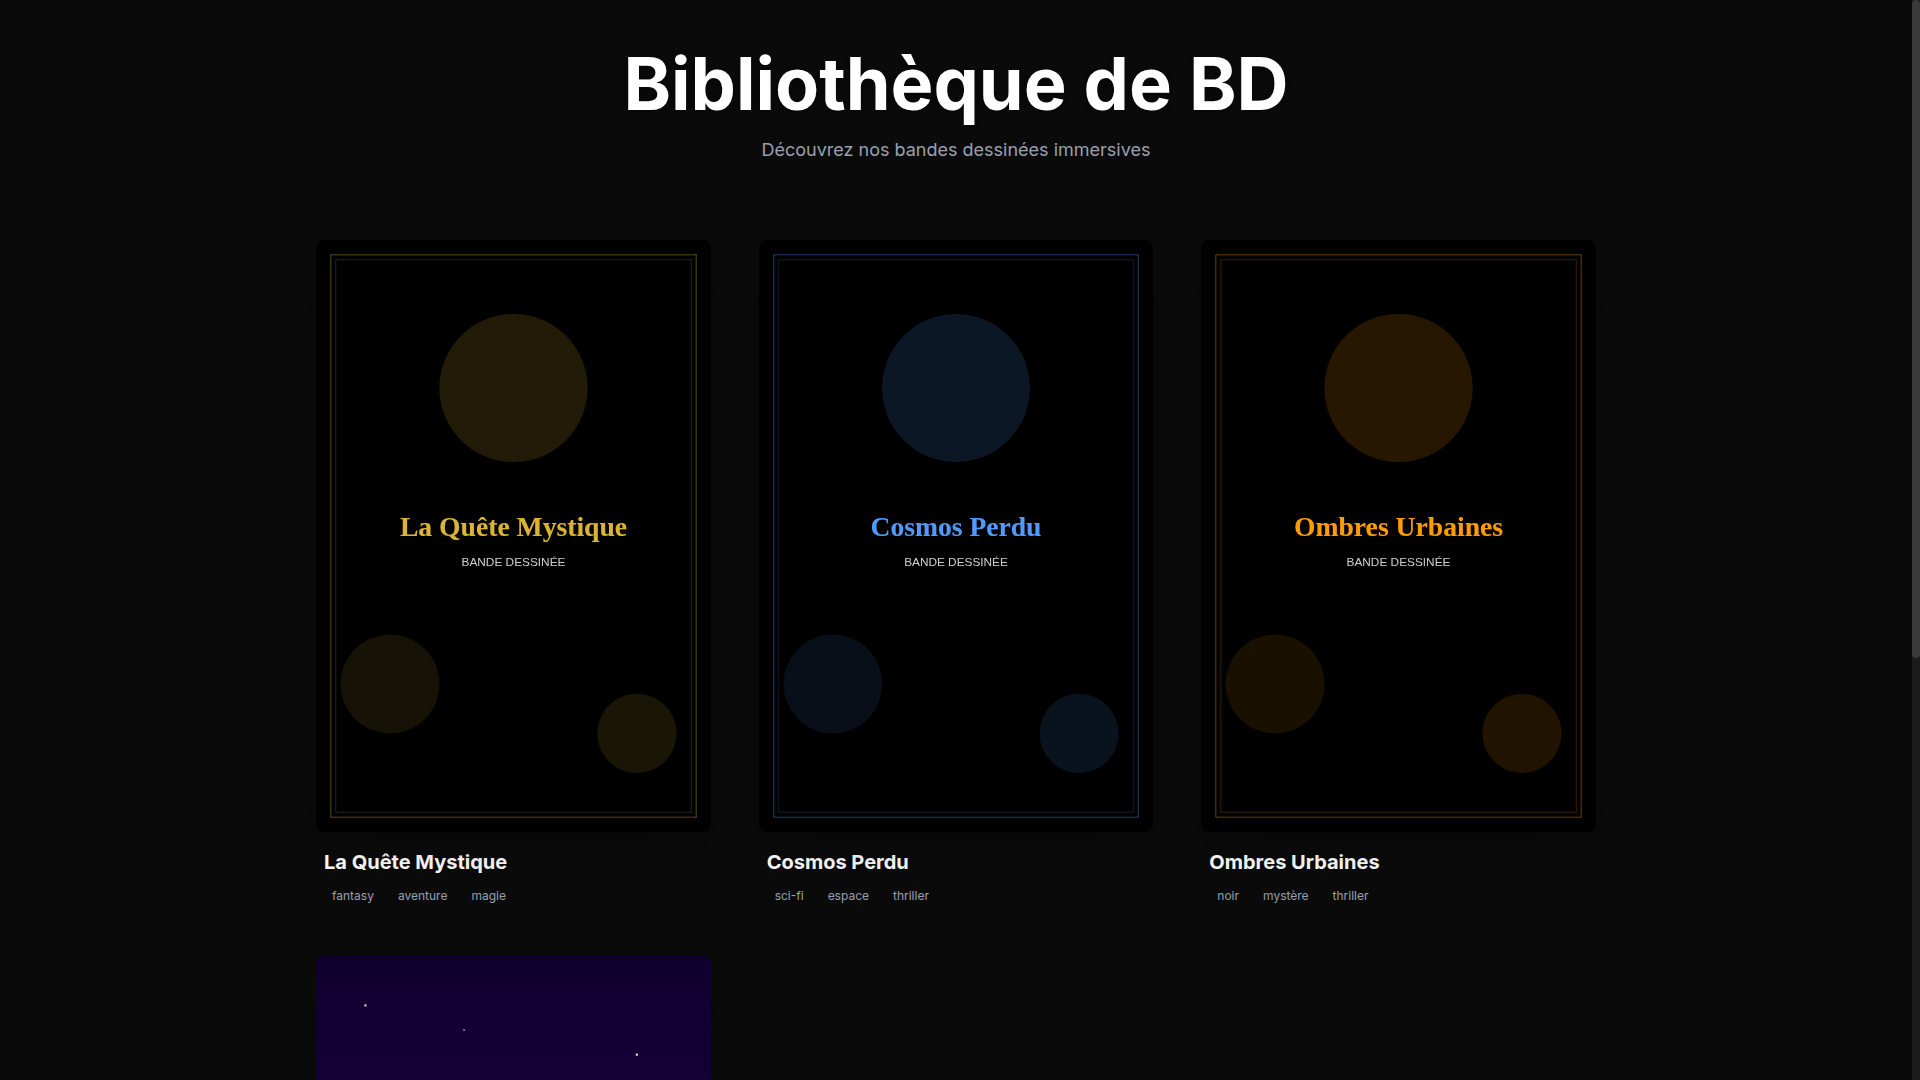 Bibliothèque de BD
Découvrez nos bandes dessinées immersives
La Quête Mystique
BANDE DESSINÉE
Cosmos Perdu
BANDE DESSINÉE
Ombres Urbaines
BANDE DESSINÉE
La Quête Mystique
fantasy aventure magie
Cosmos Perdu
sci-fi espace thriller
Ombres Urbaines
noir mystère thriller